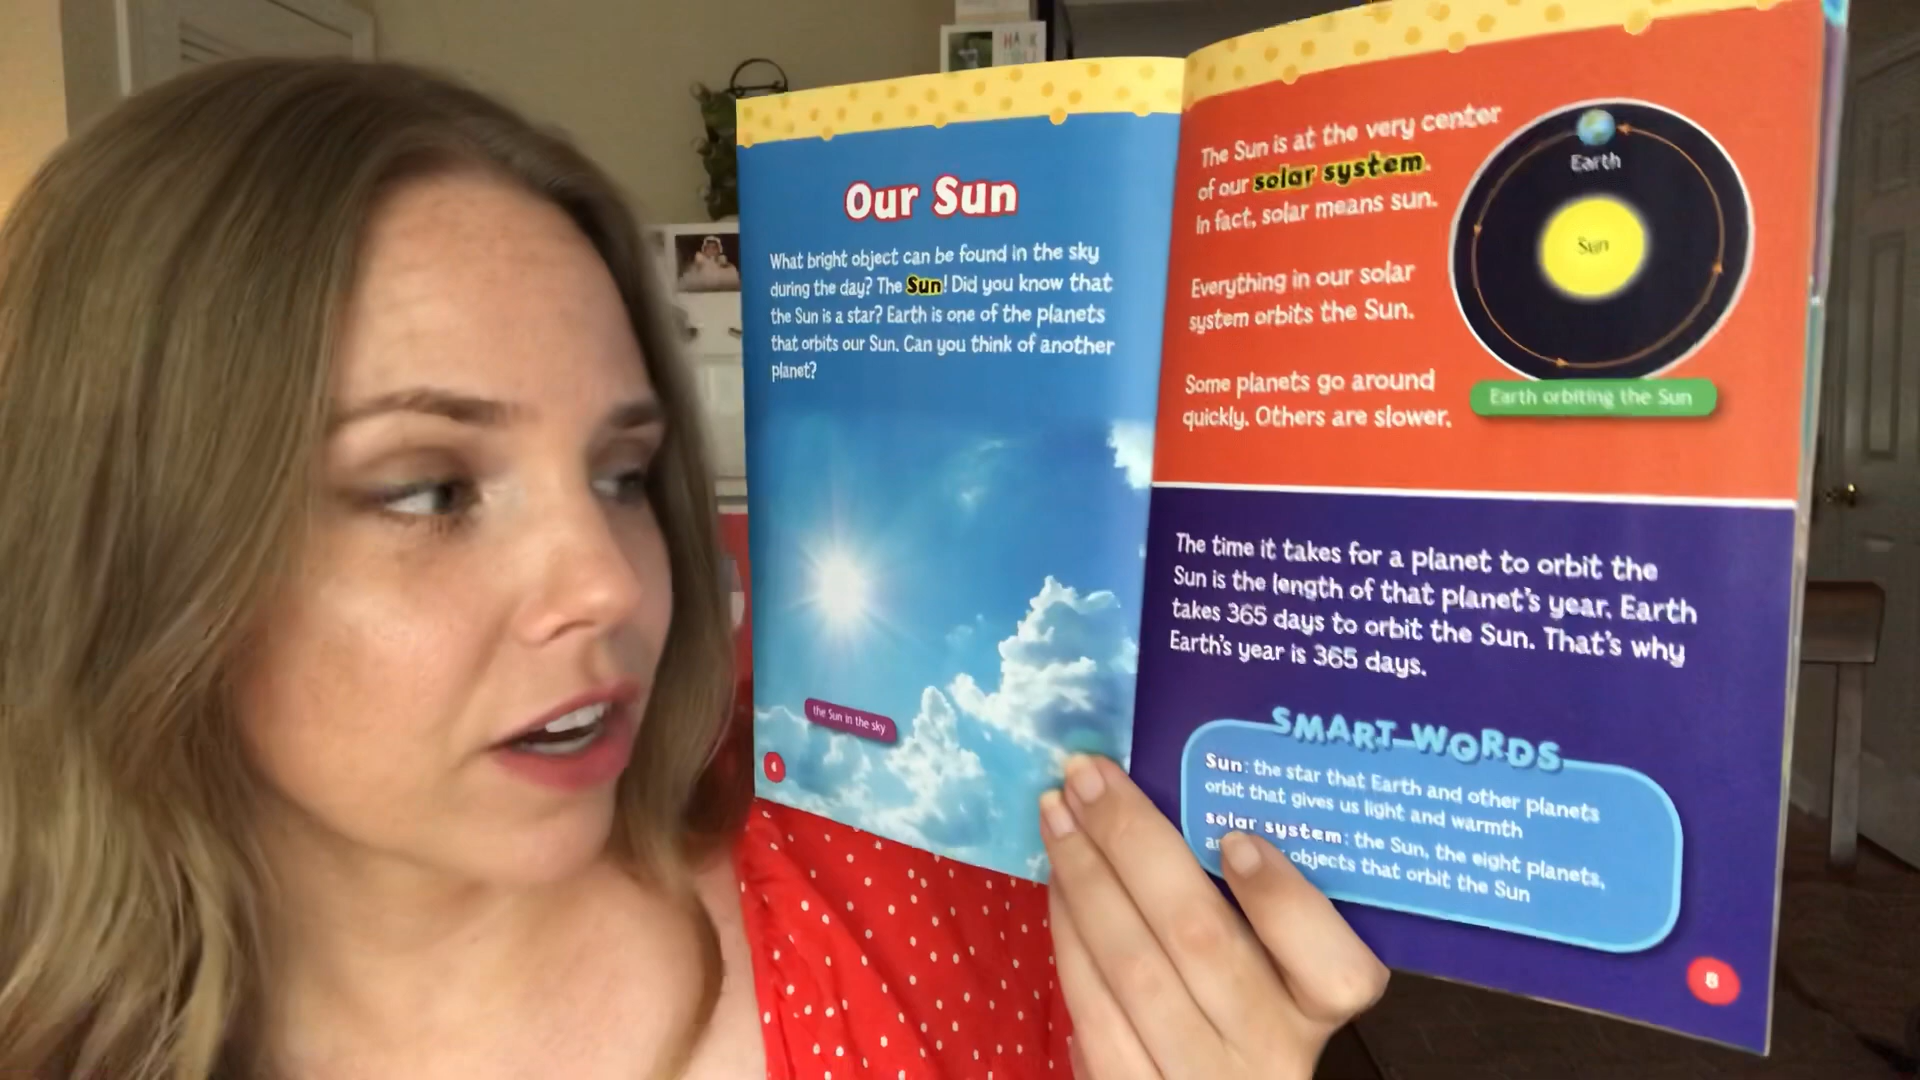 Our Sun
What bright object can be found in the sky
during the day? The Sun! Did you know that
the Sun is a star? Earth is one of the planets
that orbits our Sun. Can you think of another
planet?
the Sun in the sky
4
The Sun is at the very center
of our solar system.
In fact, solar means sun.
Everything in our solar
system orbits the Sun.
Some planets go around
quickly. Others are slower.
Earth
Sun
Earth orbiting the Sun
The time it takes for a planet to orbit the
Sun is the length of that planet's year. Earth
takes 365 days to orbit the Sun. That's why
Earth's year is 365 days.
SMART WORDS
Sun: the star that Earth and other planets
orbit that gives us light and warmth
solar system: the Sun, the eight planets,
objects that orbit the Sun